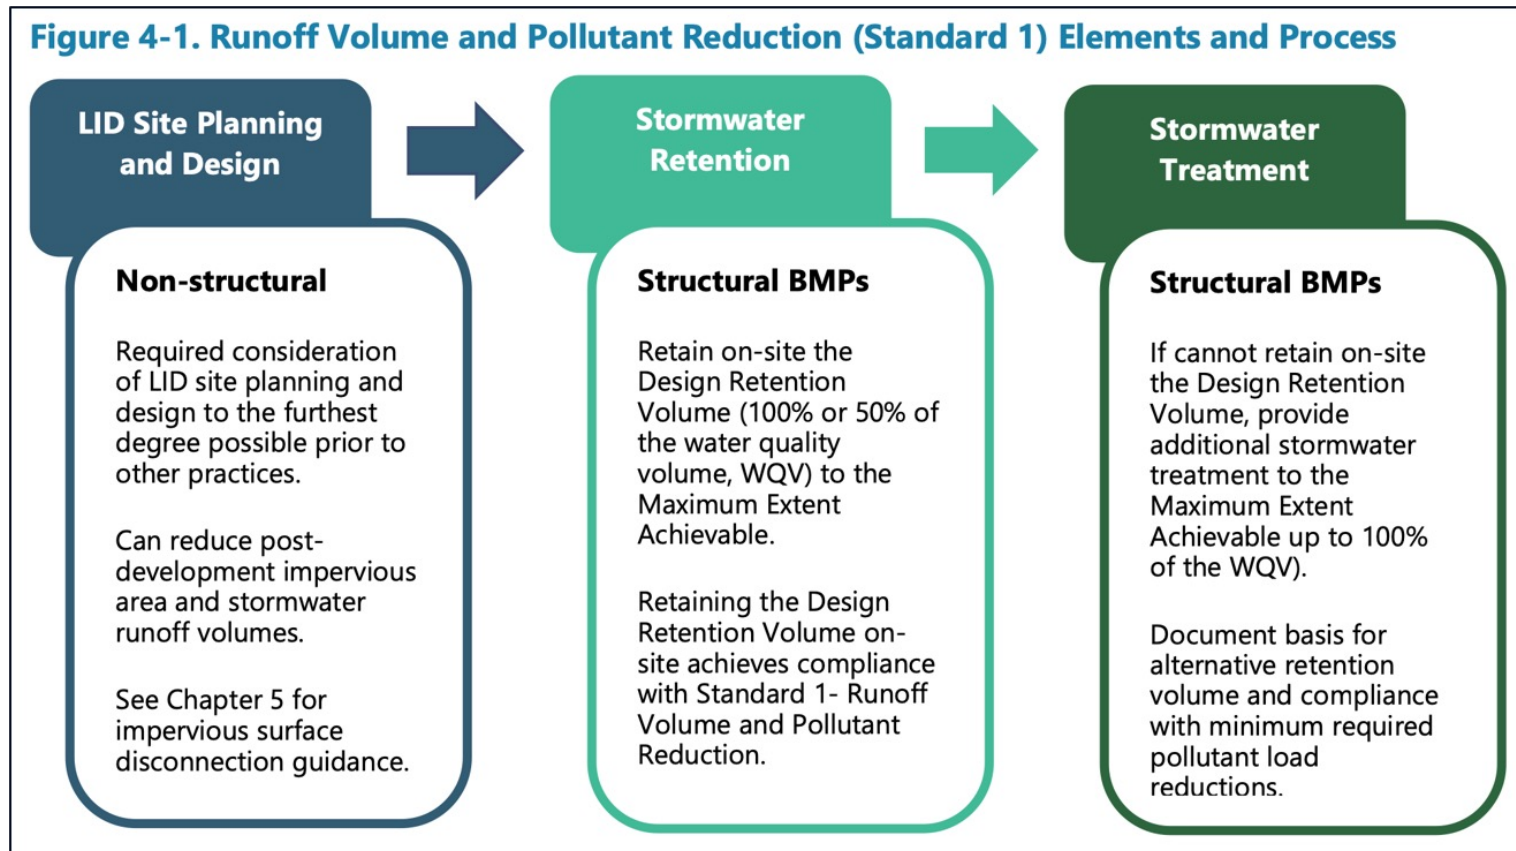 Figure 4-1. Runoff Volume and Pollutant Reduction (Standard 1) Elements and Process
LID Site Planning
and Design
Non-structural
Required consideration
of LID site planning and
design to the furthest
degree possible prior to
other practices.
Can reduce post-
development impervious
area and stormwater
runoff volumes.
See Chapter 5 for
impervious surface
disconnection guidance.
Stormwater
Retention
Structural BMPs
Retain on-site the
Design Retention
Volume (100% or 50% of
the water quality
volume, WQV) to the
Maximum Extent
Achievable.
Retaining the Design
Retention Volume on-
site achieves compliance
with Standard 1- Runoff
Volume and Pollutant
Reduction.
Stormwater
Treatment
Structural BMPs
If cannot retain on-site
the Design Retention
Volume, provide
additional stormwater
treatment to the
Maximum Extent
Achievable up to 100%
of the WQV).
Document basis for
alternative retention
volume and compliance
with minimum required
pollutant load
reductions.